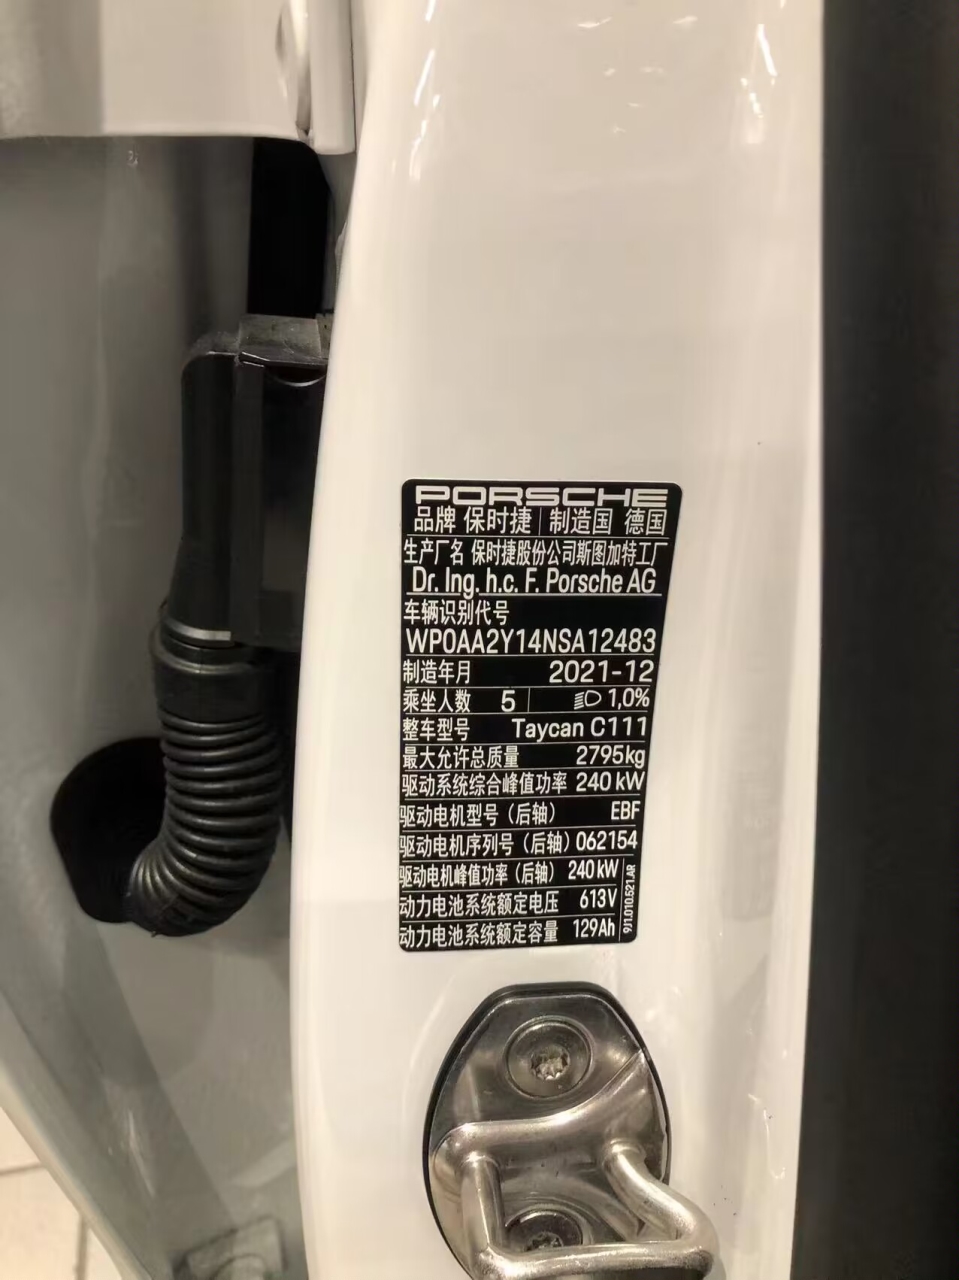 PORSCHE
品牌 保时捷 制造国 德国
生产厂名 保时捷股份公司斯图加特工厂
Dr. Ing. h.c. F. Porsche AG
车辆识别代号
WP0AA2Y14NSA12483
制造年月 2021-12
乘坐人数 5 1,0%
整车型号 Taycan C111
最大允许总质量 2795kg
驱动系统综合峰值功率 240 kW
驱动电机型号（后轴） EBF
驱动电机序列号（后轴） 062154
驱动电机峰值功率（后轴） 240 kW
动力电池系统额定电压 613V
动力电池系统额定容量 129Ah
9J1.010.521.AR